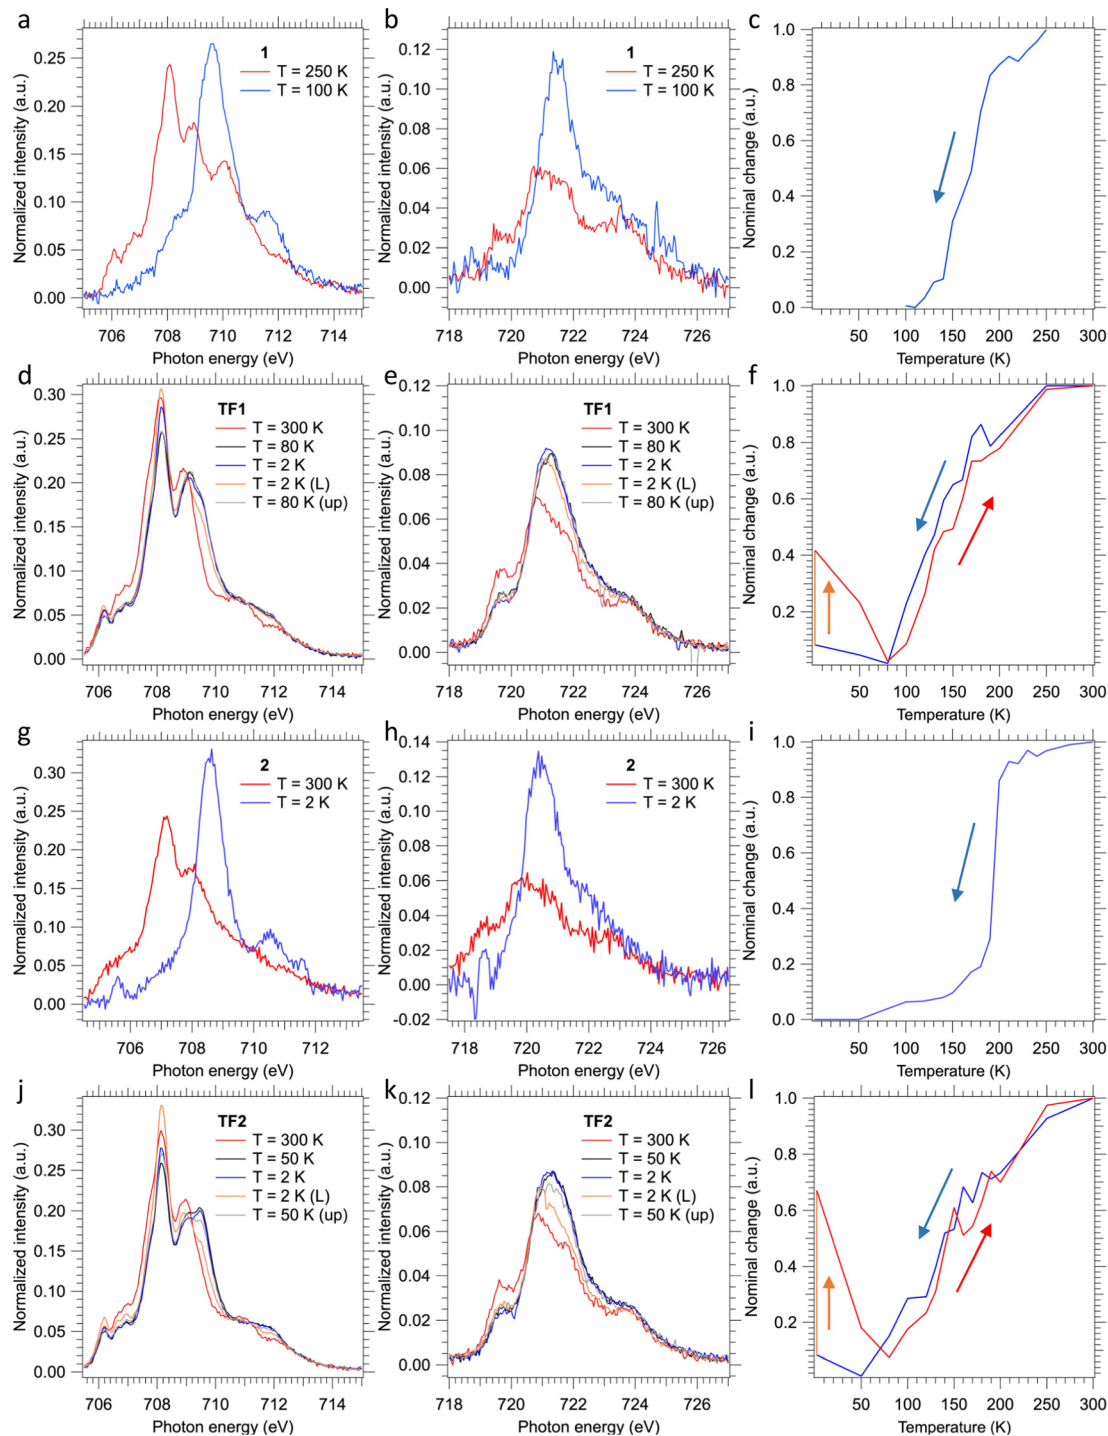 a
b
c
1
T = 250 K
T = 100 K
Normalized intensity (a.u.)
0.25
0.20
0.15
0.10
0.05
0.00
706 708 710 712 714
Photon energy (eV)
1
T = 250 K
T = 100 K
Normalized intensity (a.u.)
0.12
0.10
0.08
0.06
0.04
0.02
0.00
718 720 722 724 726
Photon energy (eV)
Nominal change (a.u.)
1.0
0.8
0.6
0.4
0.2
0.0
50 100 150 200 250 300
Temperature (K)
d
e
f
TF1
T = 300 K
T = 80 K
T = 2 K
T = 2 K (L)
T = 80 K (up)
Normalized intensity (a.u.)
0.30
0.25
0.20
0.15
0.10
0.05
0.00
706 708 710 712 714
Photon energy (eV)
TF1
T = 300 K
T = 80 K
T = 2 K
T = 2 K (L)
T = 80 K (up)
Normalized intensity (a.u.)
0.12
0.10
0.08
0.06
0.04
0.02
0.00
718 720 722 724 726
Photon energy (eV)
Nominal change (a.u.)
1.0
0.8
0.6
0.4
0.2
50 100 150 200 250 300
Temperature (K)
g
h
i
2
T = 300 K
T = 2 K
Normalized intensity (a.u.)
0.30
0.25
0.20
0.15
0.10
0.05
0.00
706 708 710 712
Photon energy (eV)
2
T = 300 K
T = 2 K
Normalized intensity (a.u.)
0.14
0.12
0.10
0.08
0.06
0.04
0.02
0.00
-0.02
718 720 722 724 726
Photon energy (eV)
Nominal change (a.u.)
1.0
0.8
0.6
0.4
0.2
0.0
50 100 150 200 250 300
Temperature (K)
j
k
l
TF2
T = 300 K
T = 50 K
T = 2 K
T = 2 K (L)
T = 50 K (up)
Normalized intensity (a.u.)
0.30
0.25
0.20
0.15
0.10
0.05
0.00
706 708 710 712 714
Photon energy (eV)
TF2
T = 300 K
T = 50 K
T = 2 K
T = 2 K (L)
T = 50 K (up)
Normalized intensity (a.u.)
0.12
0.10
0.08
0.06
0.04
0.02
0.00
718 720 722 724 726
Photon energy (eV)
Nominal change (a.u.)
1.0
0.8
0.6
0.4
0.2
50 100 150 200 250 300
Temperature (K)